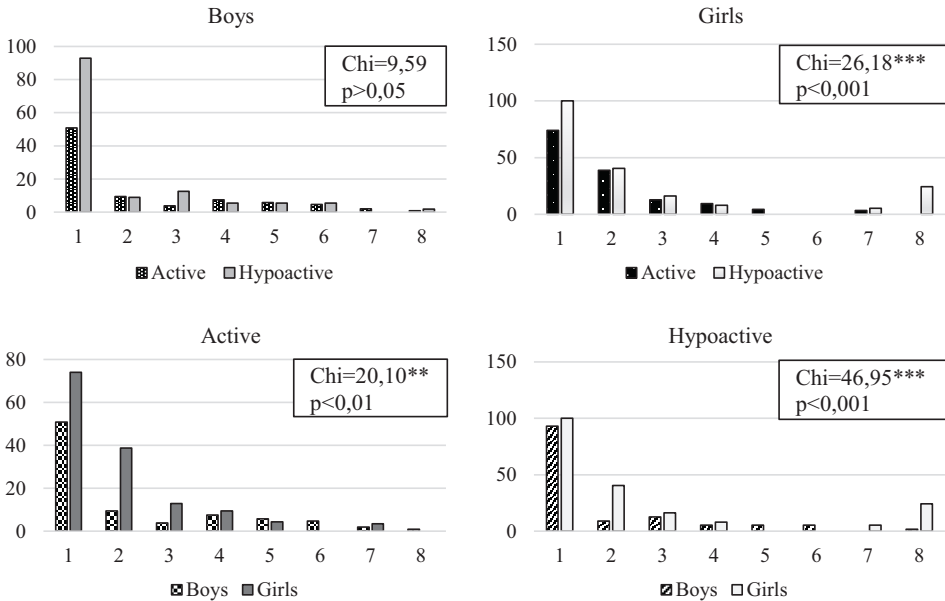 Boys
100
80
60
40
20
0
Chi=9,59
p>0,05
1 2 3 4 5 6 7 8
Active Hypoactive
Girls
150
100
50
0
Chi=26,18***
p<0,001
1 2 3 4 5 6 7 8
Active Hypoactive
Active
80
60
40
20
0
Chi=20,10**
p<0,01
1 2 3 4 5 6 7 8
Boys Girls
Hypoactive
150
100
50
0
Chi=46,95***
p<0,001
1 2 3 4 5 6 7 8
Boys Girls